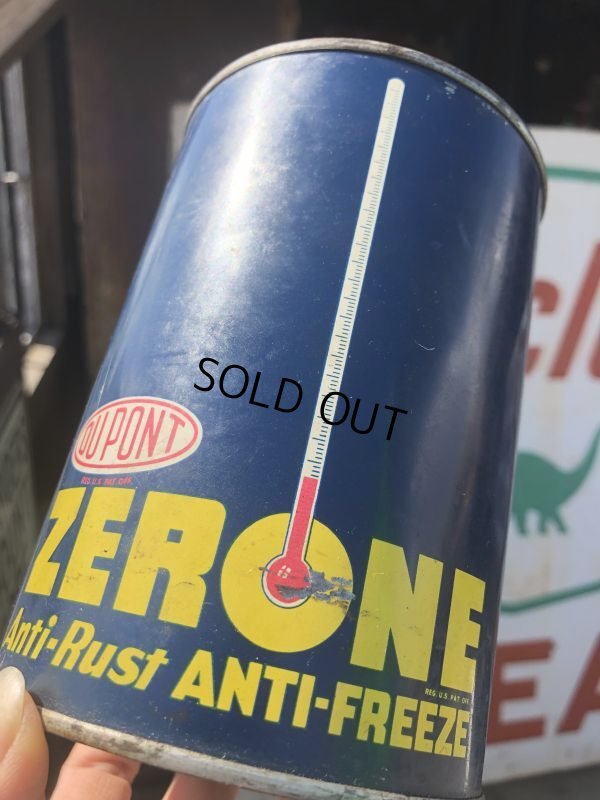 SOLD OUT
DU PONT
REG. U.S. PAT. OFF.
ZERONE
REG. U.S. PAT. OFF.
Anti-Rust ANTI-FREEZE